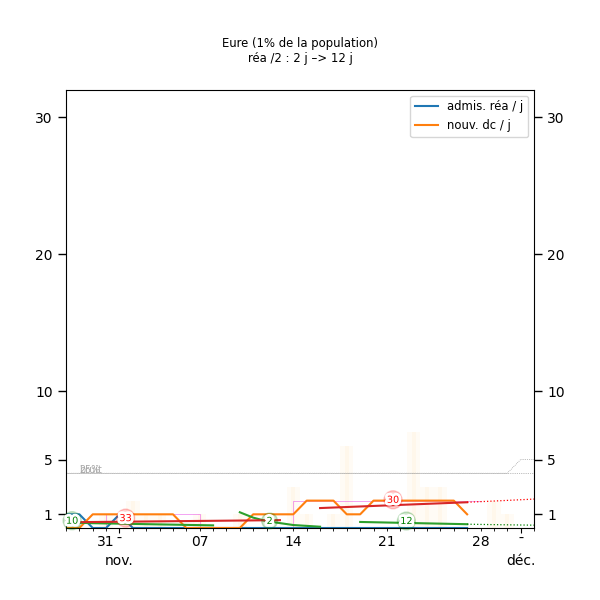 Eure (1% de la population)
réa /2 : 2 j –> 12 j
admis. réa / j
nouv. dc / j
30 30
20 20
10 10
5 5
25%
1 1
10 33 2 30 12
31 - 07 14 21 28 -
nov. déc.